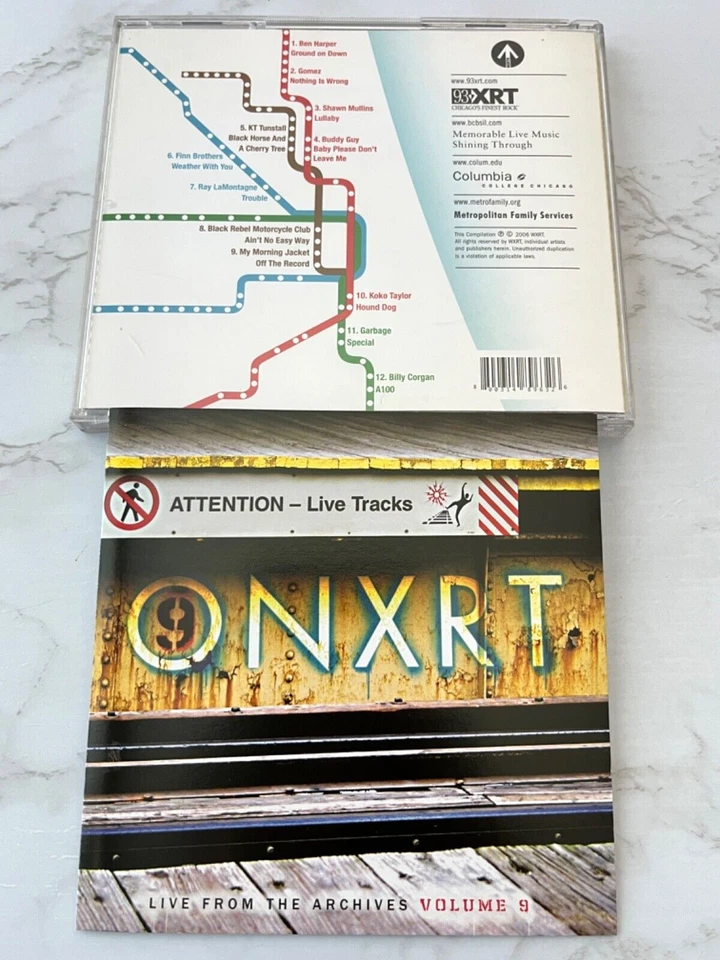 1. Ben Harper
Ground on Down
2. Gomez
Nothing Is Wrong
3. Shawn Mullins
Lullaby
4. Buddy Guy
Baby Please Don't
Leave Me
5. KT Tunstall
Black Horse And
A Cherry Tree
6. Finn Brothers
Weather With You
7. Ray LaMontagne
Trouble
8. Black Rebel Motorcycle Club
Ain't No Easy Way
9. My Morning Jacket
Off The Record
10. Koko Taylor
Hound Dog
11. Garbage
Special
12. Billy Corgan
A100
www.93xrt.com
93XRT
CHICAGO'S FINEST ROCK
www.bcbsil.com
Memorable Live Music
Shining Through
www.colum.edu
Columbia
COLLEGE CHICAGO
www.metrofamily.org
Metropolitan Family Services
This Compilation ℗ © 2006 WXRT.
All rights reserved by WXRT, individual artists
and publishers herein. Unauthorized duplication
is a violation of applicable laws.
ATTENTION – Live Tracks
9
ONXRT
LIVE FROM THE ARCHIVES VOLUME 9